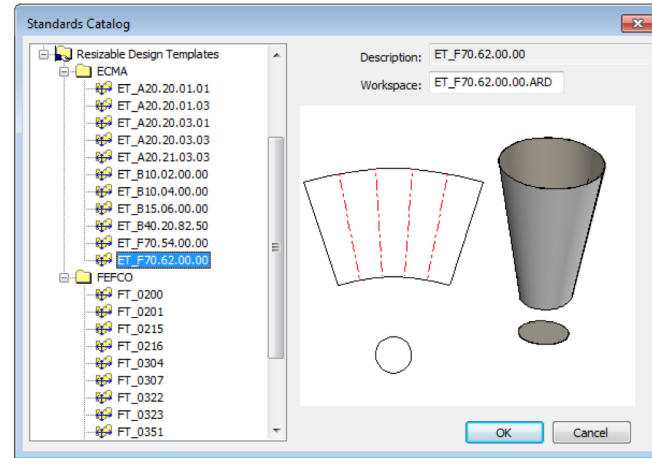 Standards Catalog
Resizable Design Templates
ECMA
ET_A20.20.01.01
ET_A20.20.01.03
ET_A20.20.03.01
ET_A20.20.03.03
ET_A20.21.03.03
ET_B10.02.00.00
ET_B10.04.00.00
ET_B15.06.00.00
ET_B40.20.82.50
ET_F70.54.00.00
ET_F70.62.00.00
FEFCO
FT_0200
FT_0201
FT_0215
FT_0216
FT_0304
FT_0307
FT_0322
FT_0323
FT_0351
Description: ET_F70.62.00.00
Workspace: ET_F70.62.00.00.ARD
OK Cancel